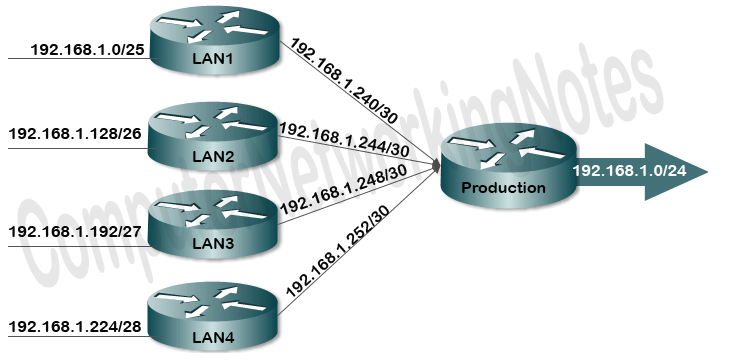 192.168.1.0/25
LAN1
192.168.1.240/30
192.168.1.128/26
LAN2
192.168.1.244/30
192.168.1.248/30
Production
192.168.1.0/24
192.168.1.192/27
LAN3
192.168.1.252/30
192.168.1.224/28
LAN4
ComputerNetworkingNotes